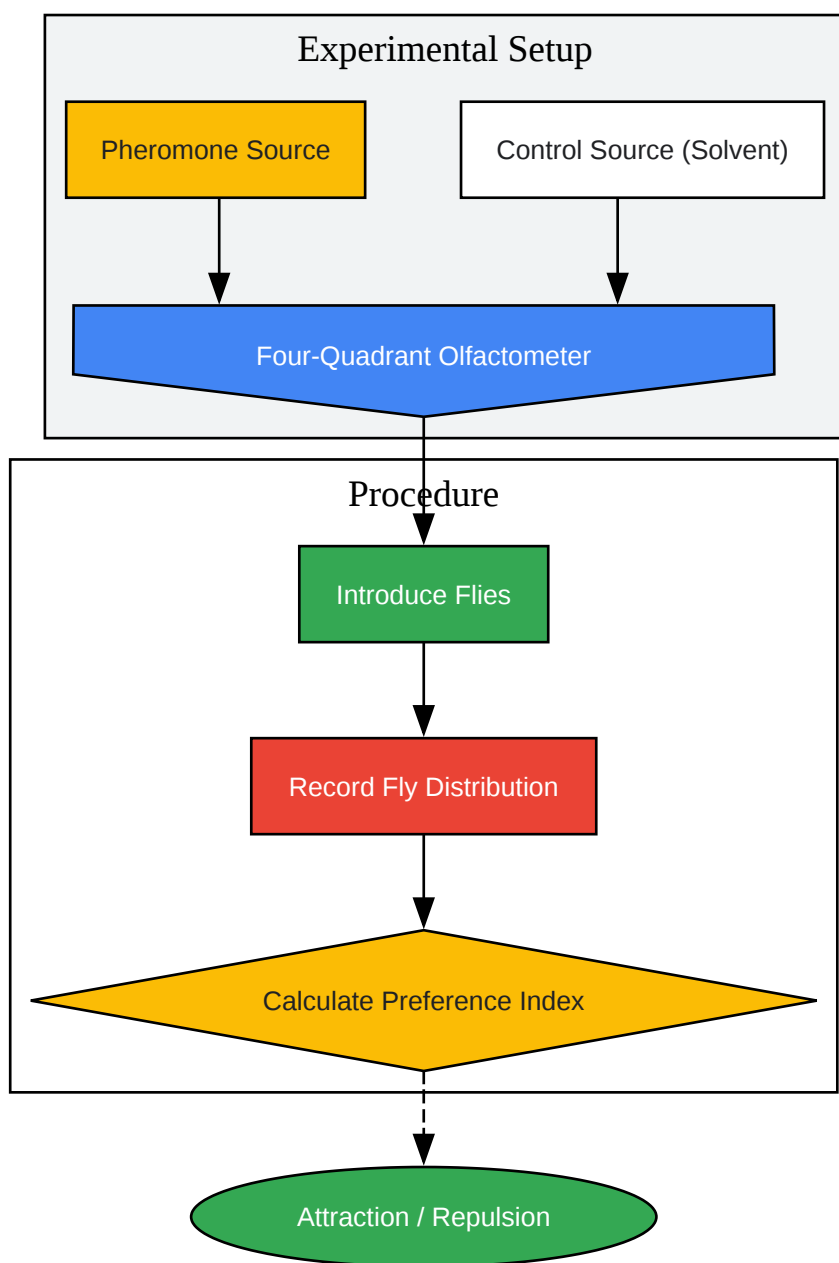 Experimental Setup
Pheromone Source
Control Source (Solvent)
Four-Quadrant Olfactometer
Procedure
Introduce Flies
Record Fly Distribution
Calculate Preference Index
Attraction / Repulsion